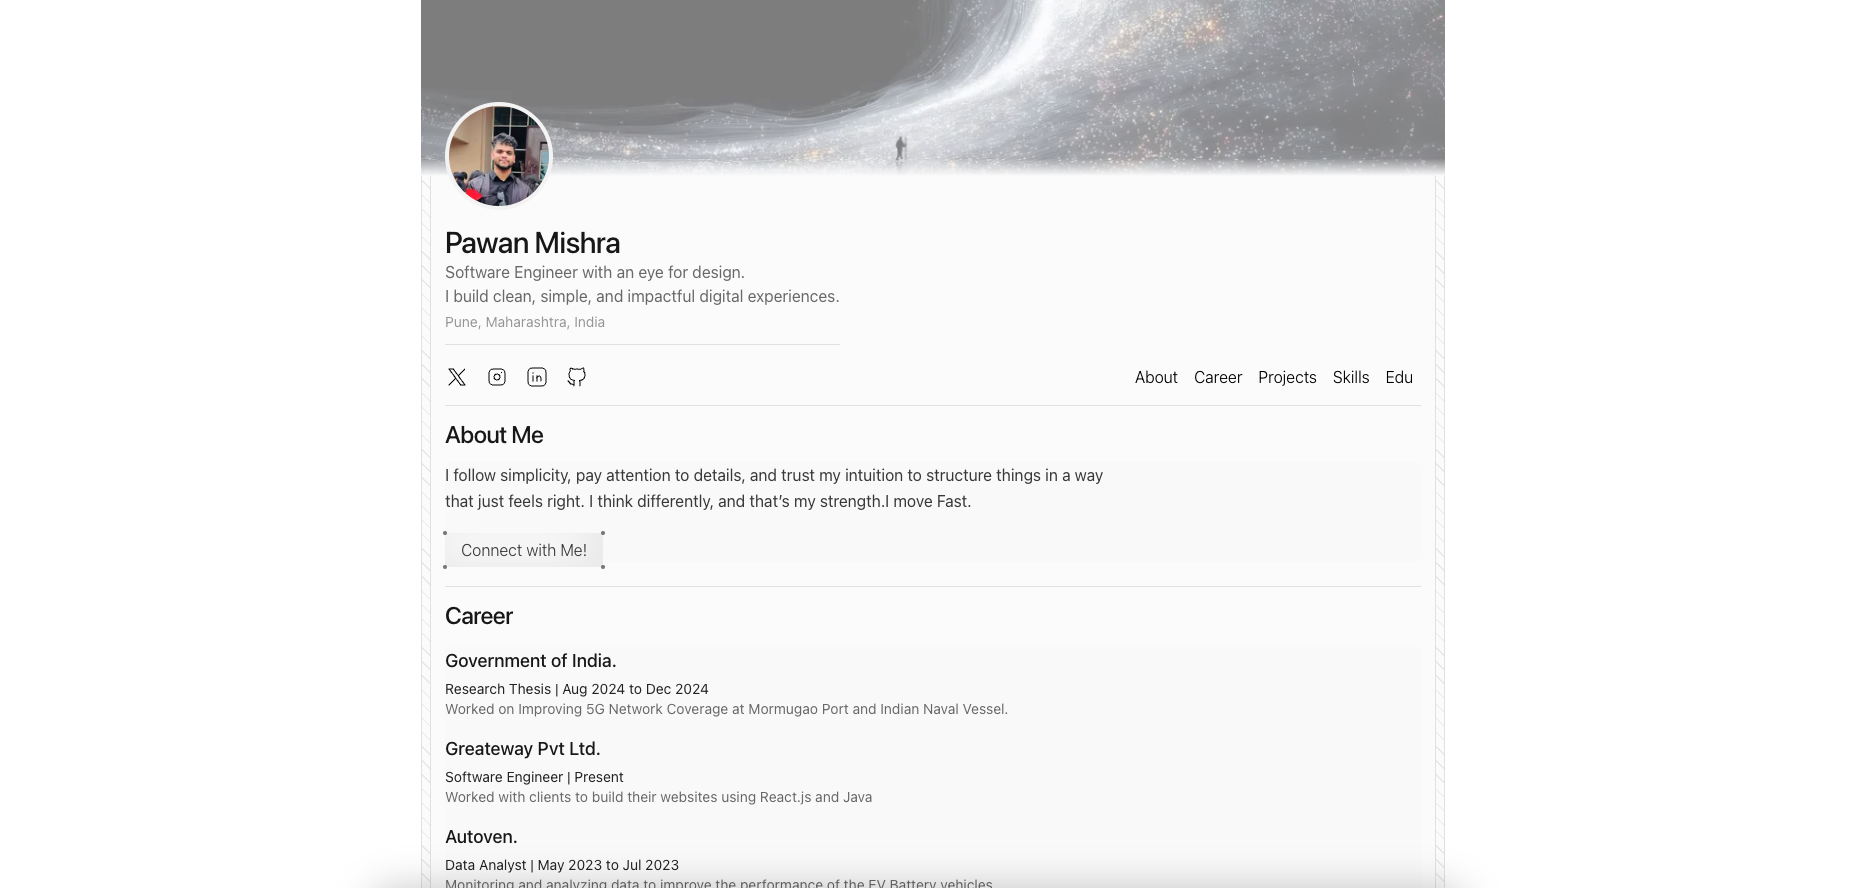 Pawan Mishra
Software Engineer with an eye for design.
I build clean, simple, and impactful digital experiences.
Pune, Maharashtra, India
About Career Projects Skills Edu
About Me
I follow simplicity, pay attention to details, and trust my intuition to structure things in a way
that just feels right. I think differently, and that's my strength.I move Fast.
Connect with Me!
Career
Government of India.
Research Thesis | Aug 2024 to Dec 2024
Worked on Improving 5G Network Coverage at Mormugao Port and Indian Naval Vessel.
Greateway Pvt Ltd.
Software Engineer | Present
Worked with clients to build their websites using React.js and Java
Autoven.
Data Analyst | May 2023 to Jul 2023
Monitoring and analyzing data to improve the performance of the EV Battery vehicles